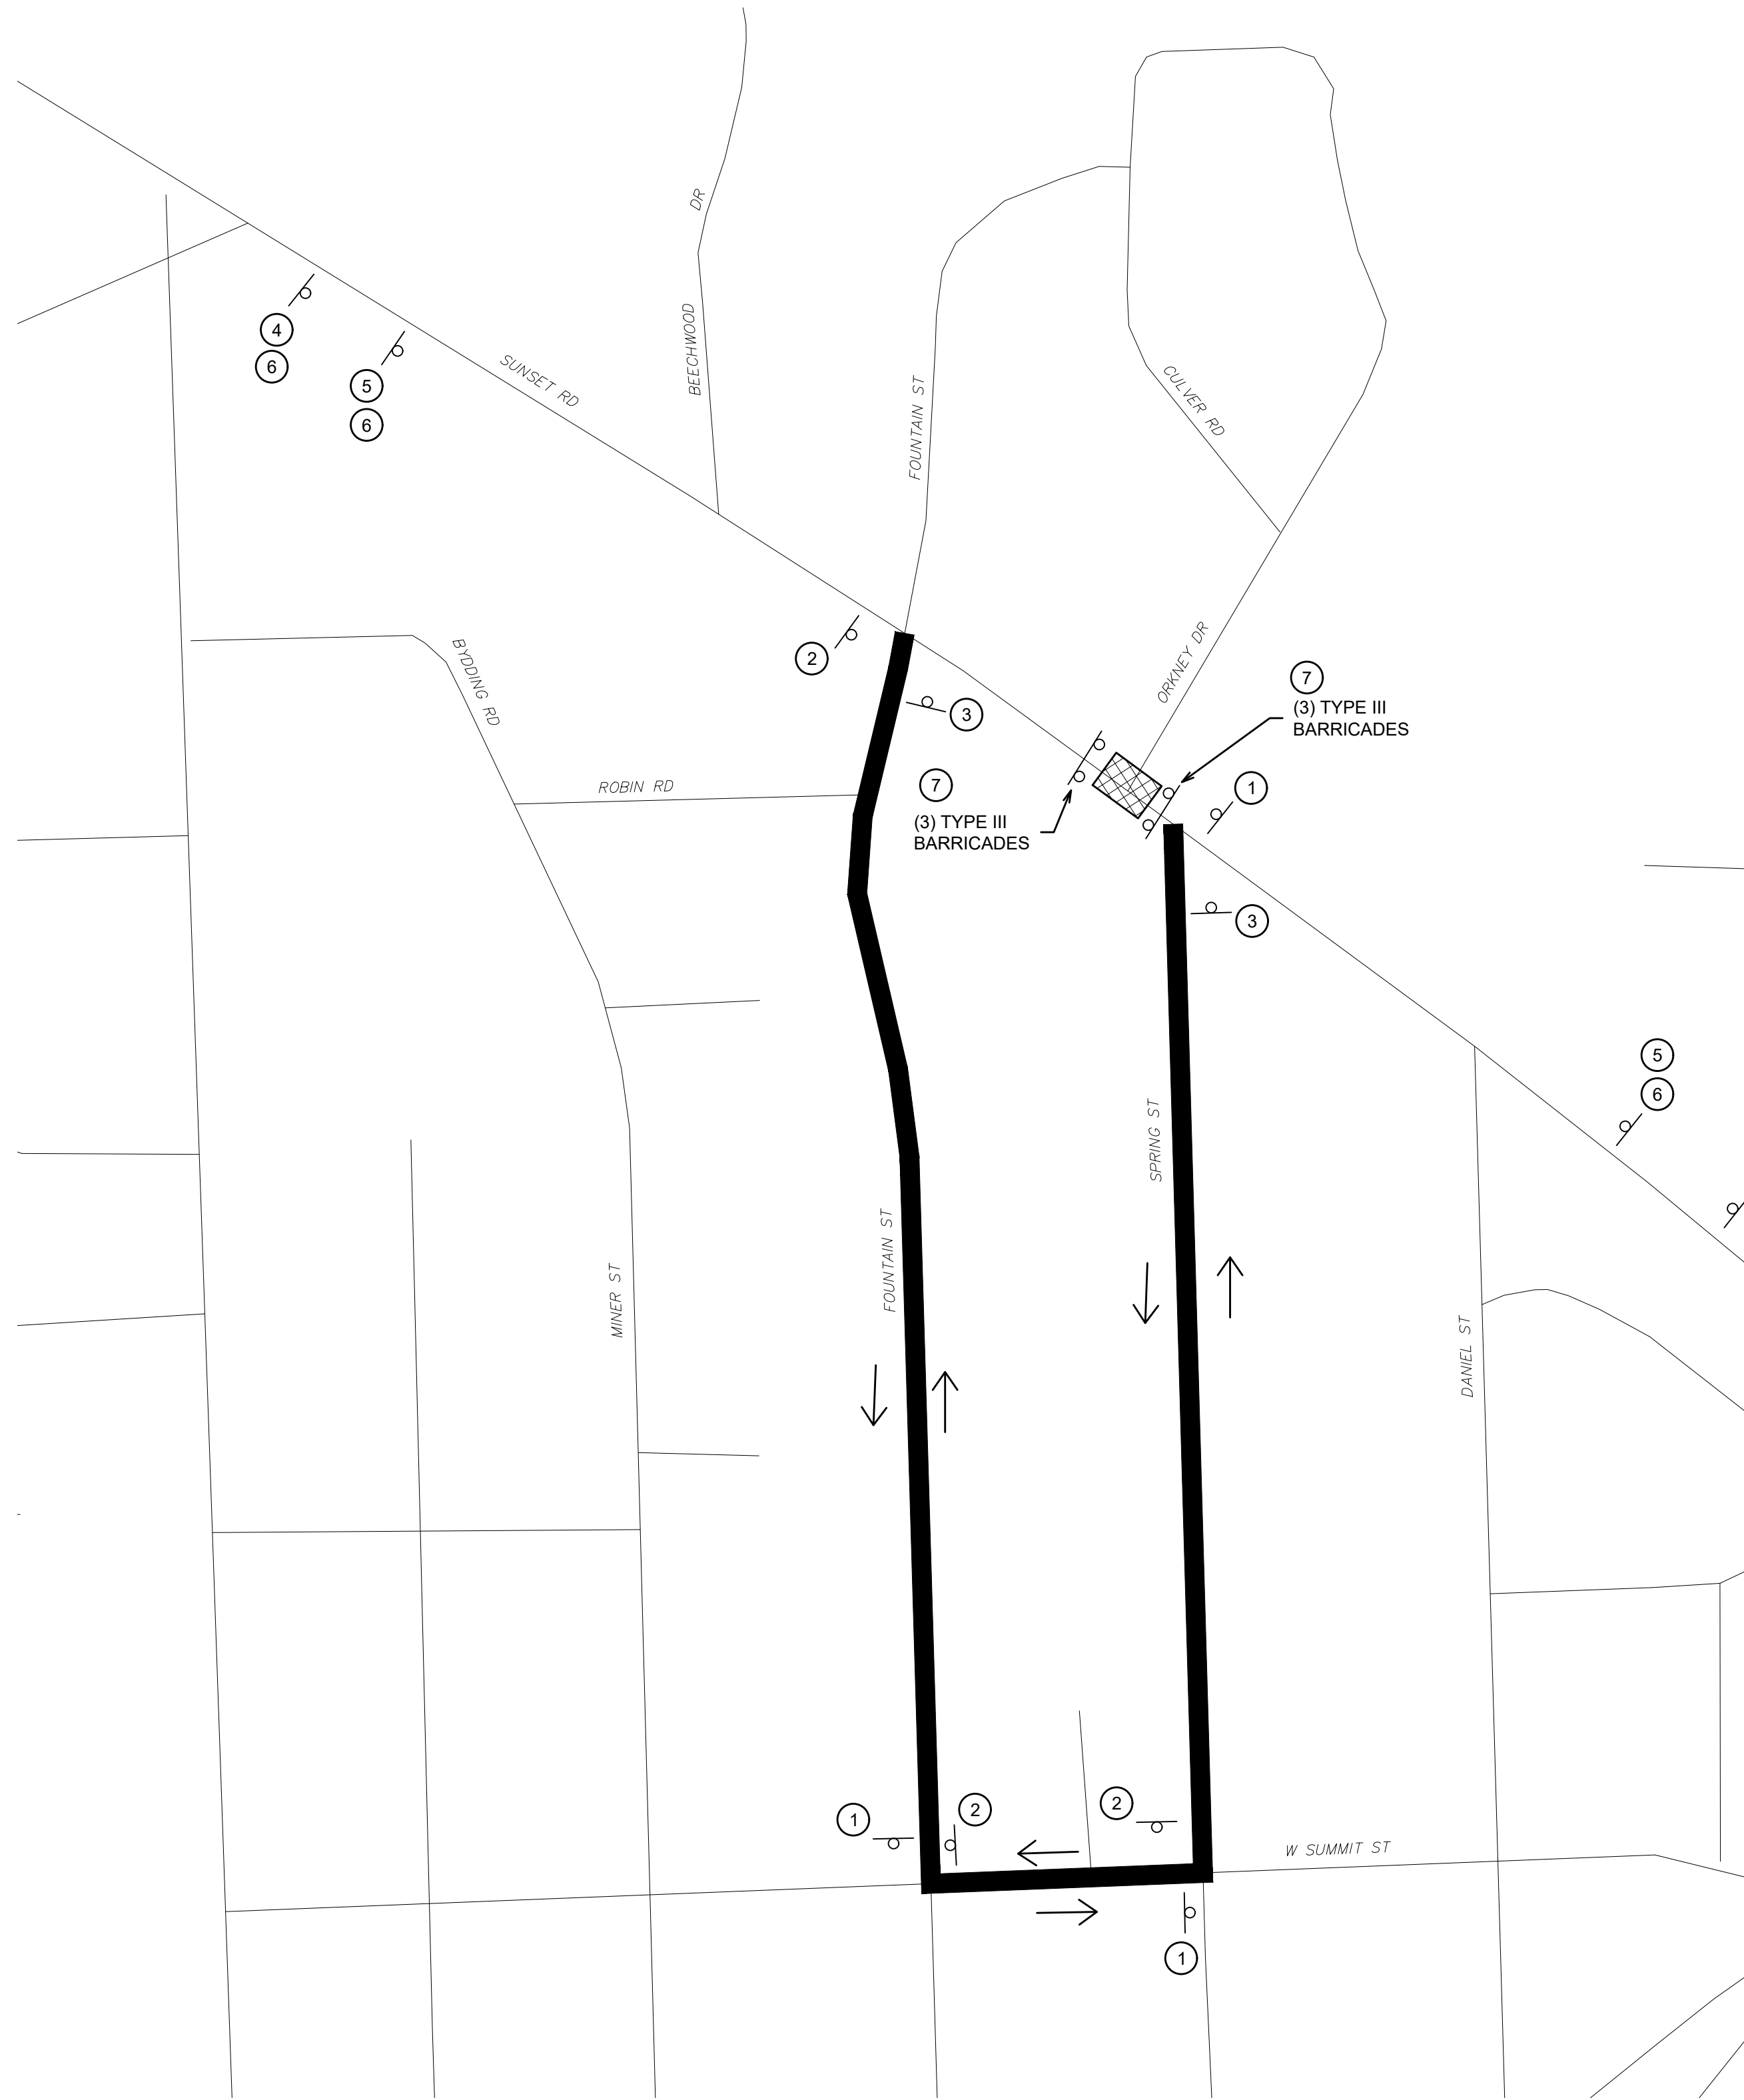 DR
BEECHWOOD
4
6
5
6
SUNSET RD
FOUNTAIN ST
CULVER RD
2
3
BYDDING RD
ORKNEY DR
7
(3) TYPE III
BARRICADES
ROBIN RD
7
(3) TYPE III
BARRICADES
1
3
5
6
SPRING ST
FOUNTAIN ST
MINER ST
DANIEL ST
1
2
2
W SUMMIT ST
1